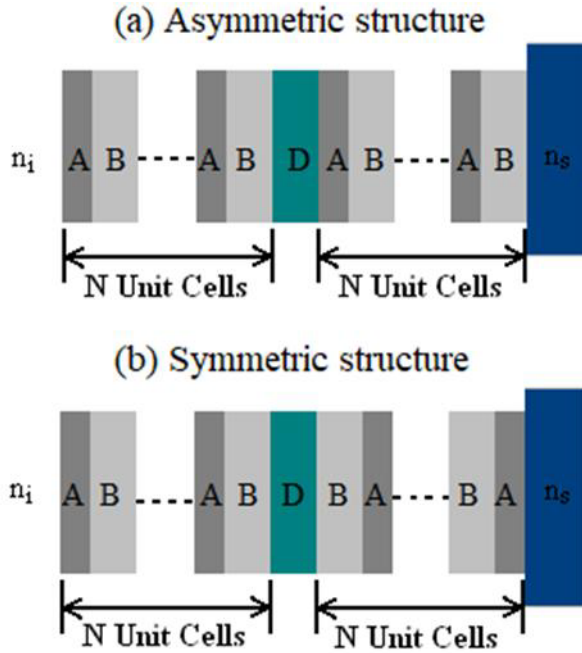 (a) Asymmetric structure
nᵢ A B A B D A B A B nₛ
N Unit Cells N Unit Cells
(b) Symmetric structure
nᵢ A B A B D B A B A nₛ
N Unit Cells N Unit Cells